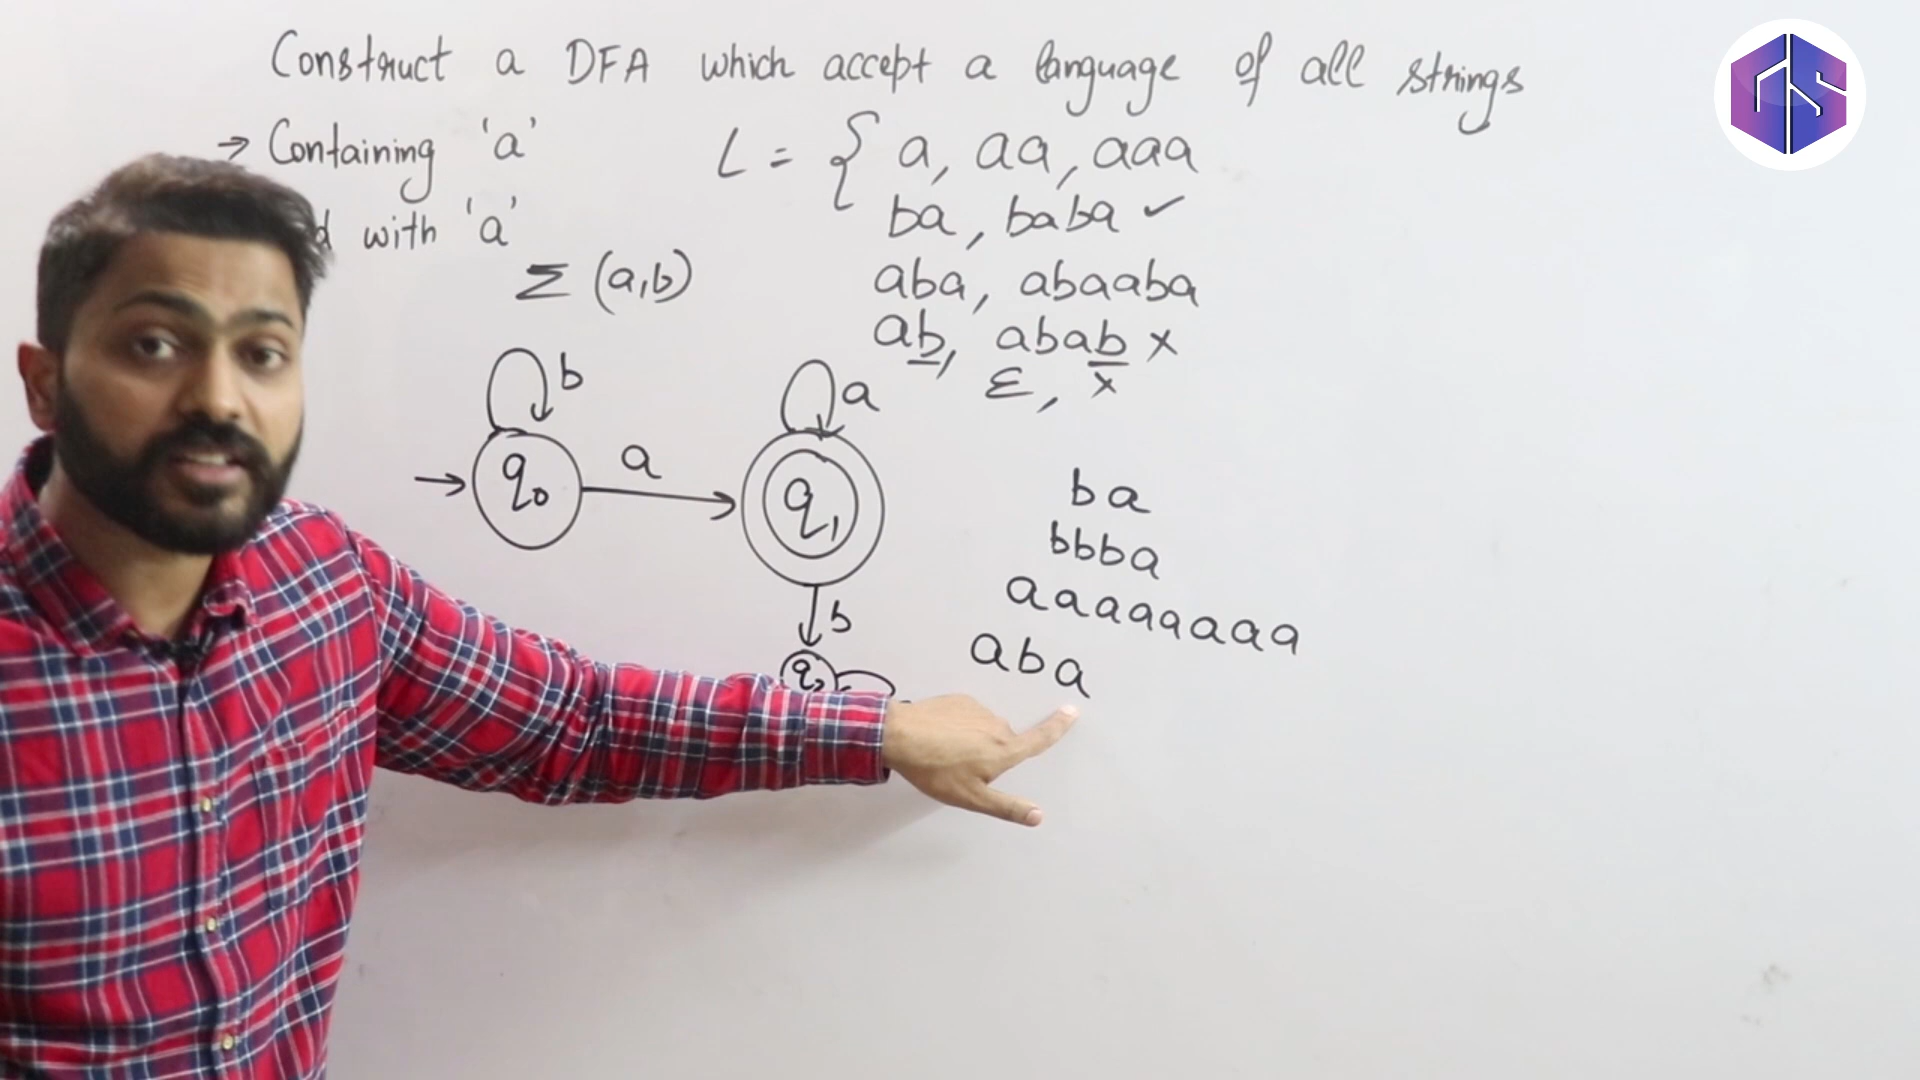 Construct a DFA which accept a language of all strings
→ Containing 'a'
L = { a, aa, aaa
ba, baba ✓
with 'a'
Σ (a,b)
aba, abaaba
ab, abab ×
ε, ×
b
a
→ q0
a
q1
b
ba
bbba
aaaaaaaa
aba